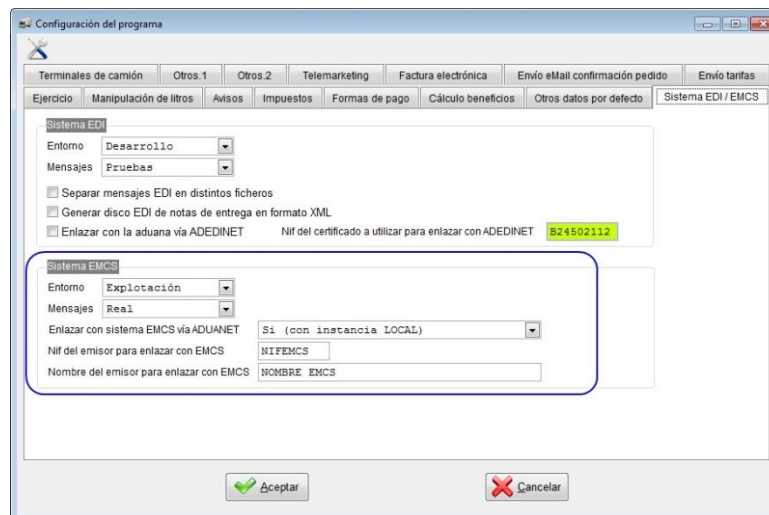 Configuración del programa
Terminales de camión Otros.1 Otros.2 Telemarketing Factura electrónica Envío eMail confirmación pedido Envío tarifas
Ejercicio Manipulación de litros Avisos Impuestos Formas de pago Cálculo beneficios Otros datos por defecto Sistema EDI / EMCS
Sistema EDI
Entorno Desarrollo
Mensajes Pruebas
Separar mensajes EDI en distintos ficheros
Generar disco EDI de notas de entrega en formato XML
Enlazar con la aduana vía ADEDINET Nif del certificado a utilizar para enlazar con ADEDINET B24502112
Sistema EMCS
Entorno Explotación
Mensajes Real
Enlazar con sistema EMCS vía ADUANET Si (con instancia LOCAL)
Nif del emisor para enlazar con EMCS NIFEMCS
Nombre del emisor para enlazar con EMCS NOMBRE EMCS
Aceptar Cancelar